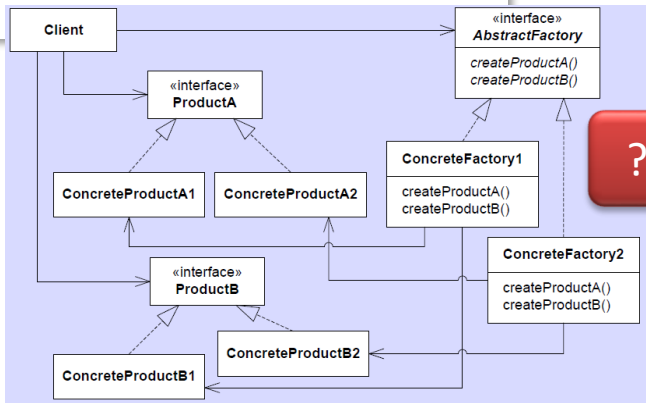 Client
«interface»
AbstractFactory
createProductA()
createProductB()
«interface»
ProductA
ConcreteFactory1
createProductA()
createProductB()
?
ConcreteProductA1
ConcreteProductA2
ConcreteFactory2
createProductA()
createProductB()
«interface»
ProductB
ConcreteProductB2
ConcreteProductB1